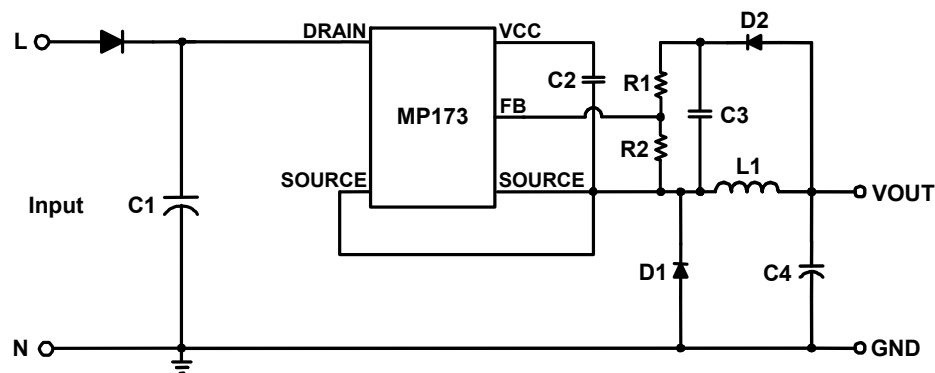 L
DRAIN
VCC
D2
C2
R1
FB
MP173
C3
R2
SOURCE
SOURCE
L1
Input
C1
VOUT
D1
C4
N
GND